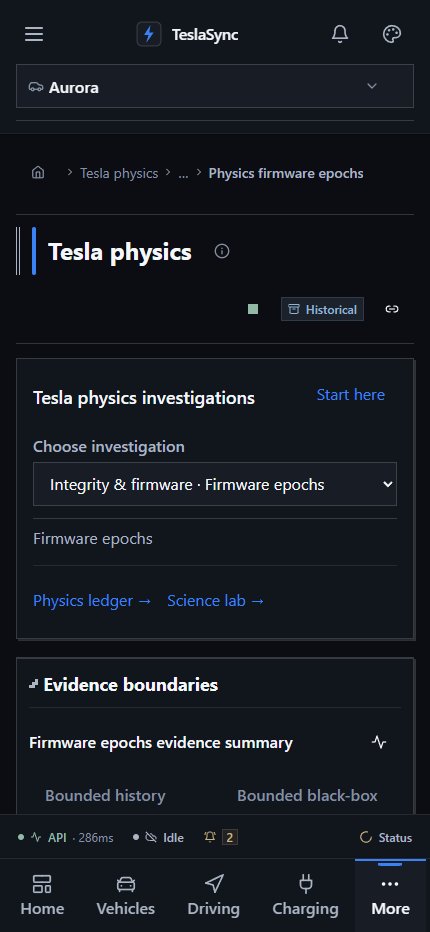 TeslaSync
Aurora
Tesla physics > ... > Physics firmware epochs
Tesla physics
Historical
Tesla physics investigations
Start here
Choose investigation
Integrity & firmware · Firmware epochs
Firmware epochs
Physics ledger → Science lab →
Evidence boundaries
Firmware epochs evidence summary
Bounded history Bounded black-box
API · 286ms Idle 2 Status
Home Vehicles Driving Charging More